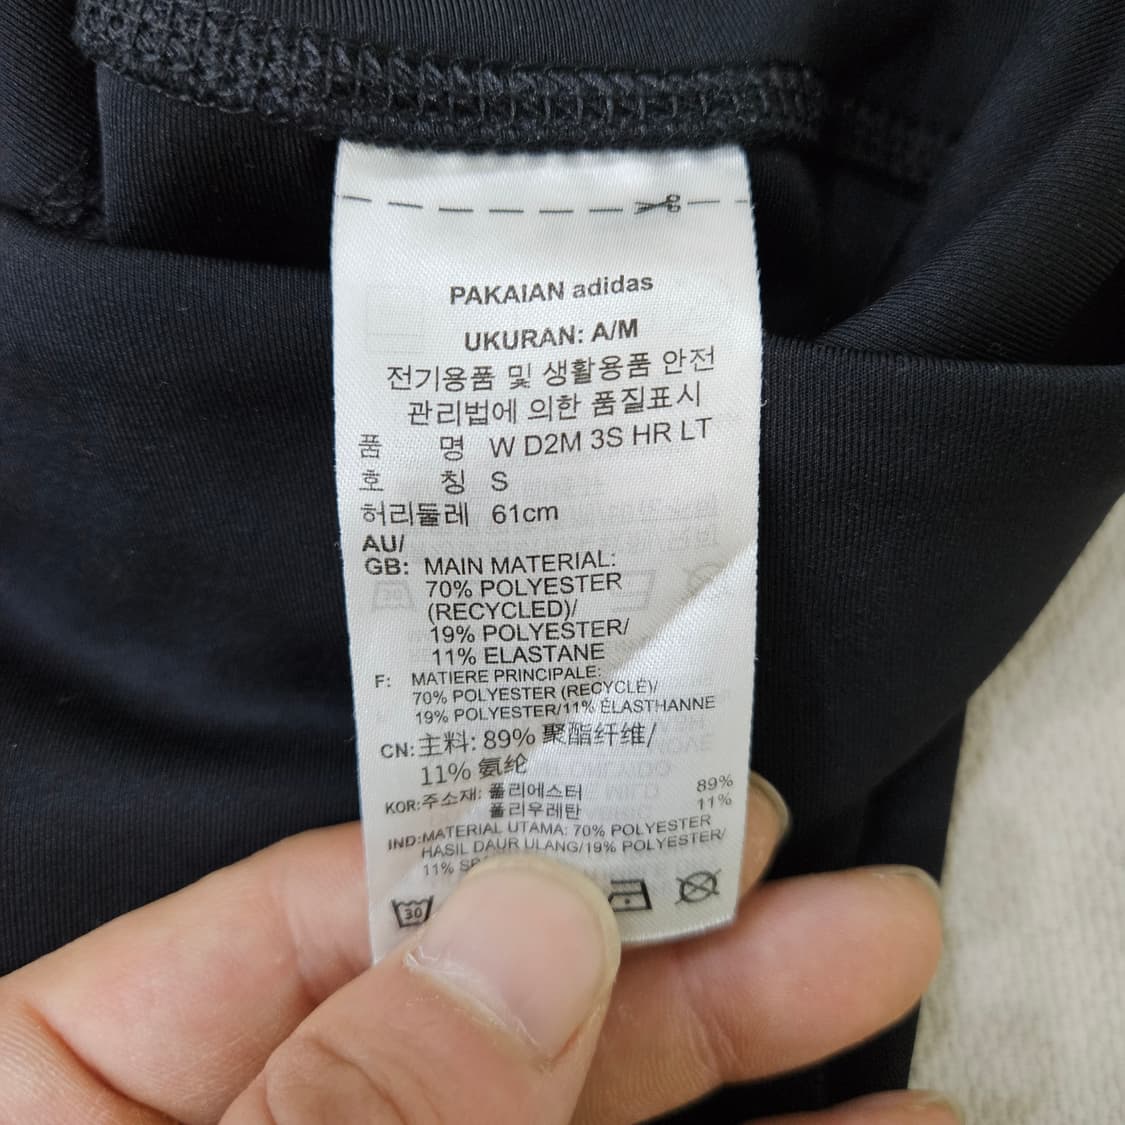 PAKAIAN adidas
UKURAN: A/M
전기용품 및 생활용품 안전
관리법에 의한 품질표시
품 명 W D2M 3S HR LT
호 칭 S
허리둘레 61cm
AU/
GB: MAIN MATERIAL:
70% POLYESTER
(RECYCLED)/
19% POLYESTER/
11% ELASTANE
F: MATIERE PRINCIPALE:
70% POLYESTER (RECYCLÉ)/
19% POLYESTER/11% ÉLASTHANNE
CN: 主料: 89% 聚酯纤维/
11% 氨纶
KOR: 주소재: 폴리에스터 89%
폴리우레탄 11%
IND: MATERIAL UTAMA: 70% POLYESTER
HASIL DAUR ULANG/19% POLYESTER/
11%
30